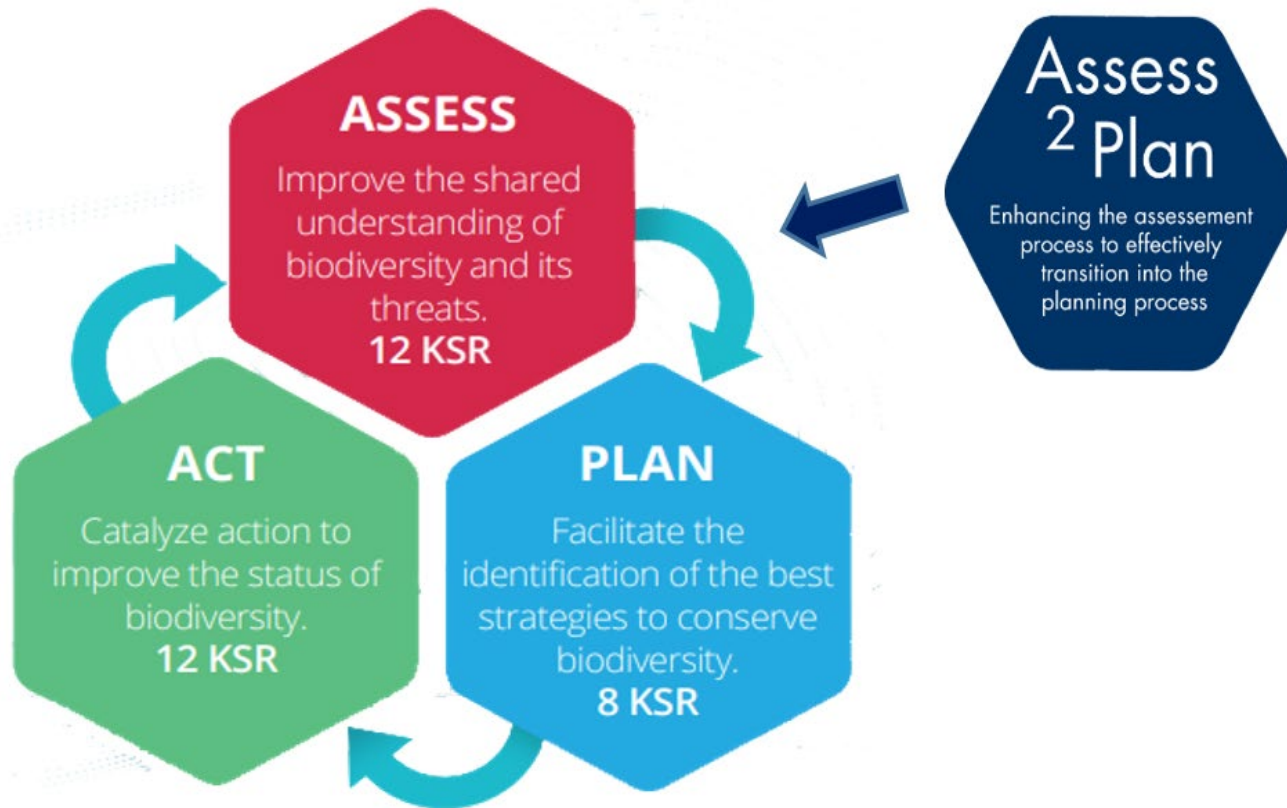 ASSESS
Improve the shared
understanding of
biodiversity and its
threats.
12 KSR
Assess
2 Plan
Enhancing the assessement
process to effectively
transition into the
planning process
ACT
Catalyze action to
improve the status of
biodiversity.
12 KSR
PLAN
Facilitate the
identification of the best
strategies to conserve
biodiversity.
8 KSR